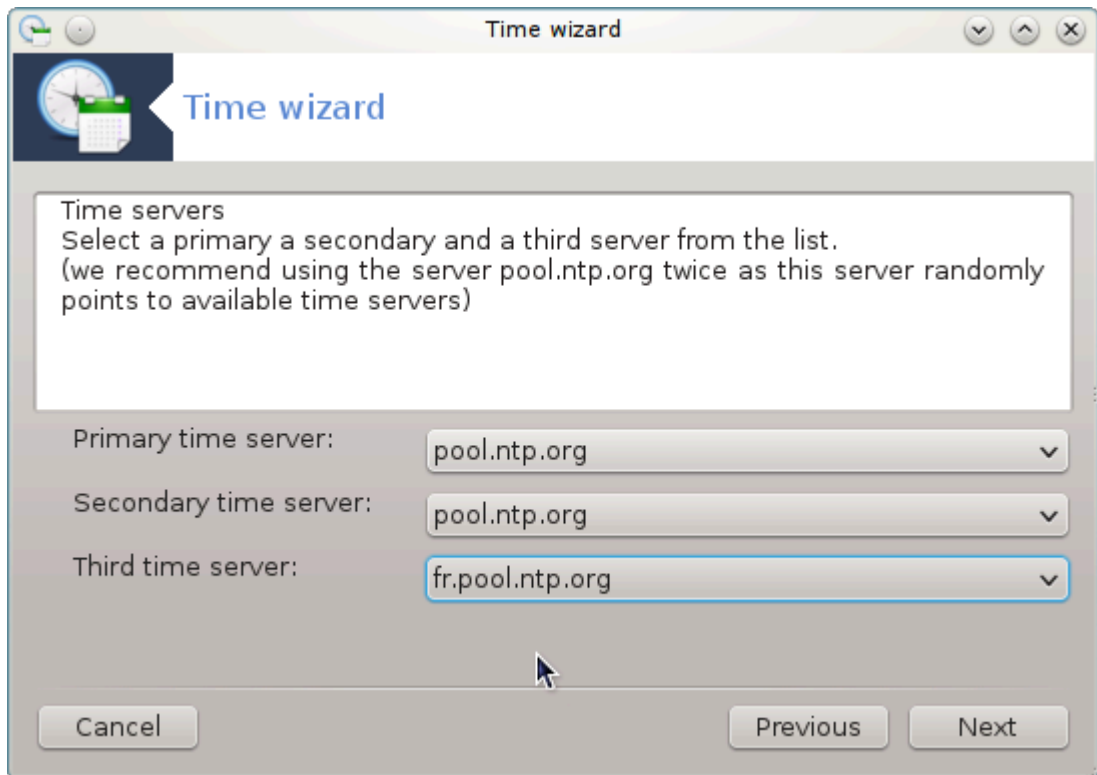 Time wizard
Time wizard
Time servers
Select a primary a secondary and a third server from the list.
(we recommend using the server pool.ntp.org twice as this server randomly
points to available time servers)
Primary time server:
pool.ntp.org
Secondary time server:
pool.ntp.org
Third time server:
fr.pool.ntp.org
Cancel
Previous
Next